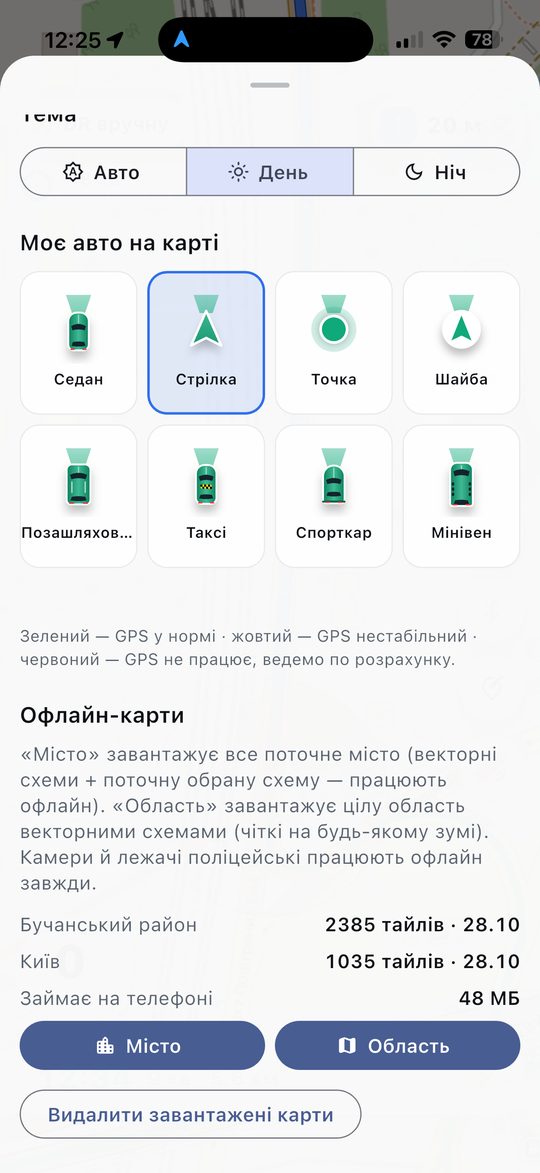 12:25
78
Тема
вручну
20 м
Авто
День
Ніч
Моє авто на карті
Седан
Стрілка
Точка
Шайба
Позашляхов...
Таксі
Спорткар
Мінівен
Зелений — GPS у нормі · жовтий — GPS нестабільний ·
червоний — GPS не працює, ведемо по розрахунку.
Офлайн-карти
«Місто» завантажує все поточне місто (векторні
схеми + поточну обрану схему — працюють
офлайн). «Область» завантажує цілу область
векторними схемами (чіткі на будь-якому зумі).
Камери й лежачі поліцейські працюють офлайн
завжди.
Бучанський район 2385 тайлів · 28.10
Київ 1035 тайлів · 28.10
Займає на телефоні 48 МБ
Місто
Область
Видалити завантажені карти